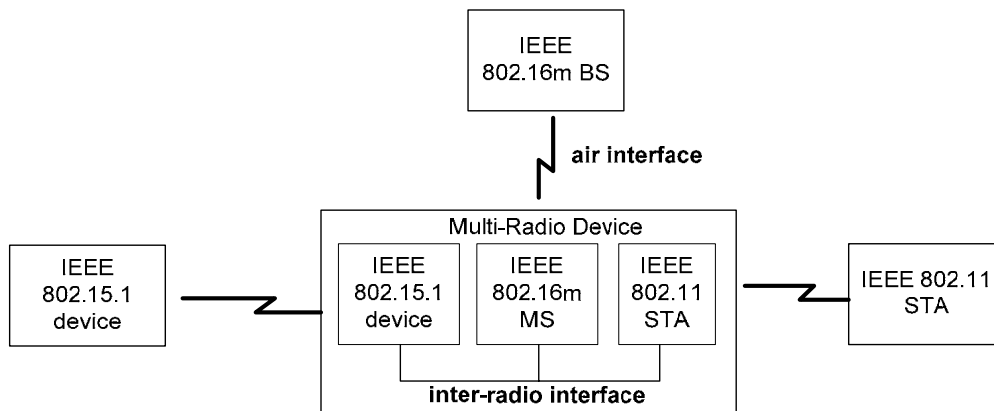 IEEE
802.16m BS
air interface
Multi-Radio Device
IEEE
802.15.1
device
IEEE
802.15.1
device
IEEE
802.16m
MS
IEEE
802.11
STA
IEEE 802.11
STA
inter-radio interface